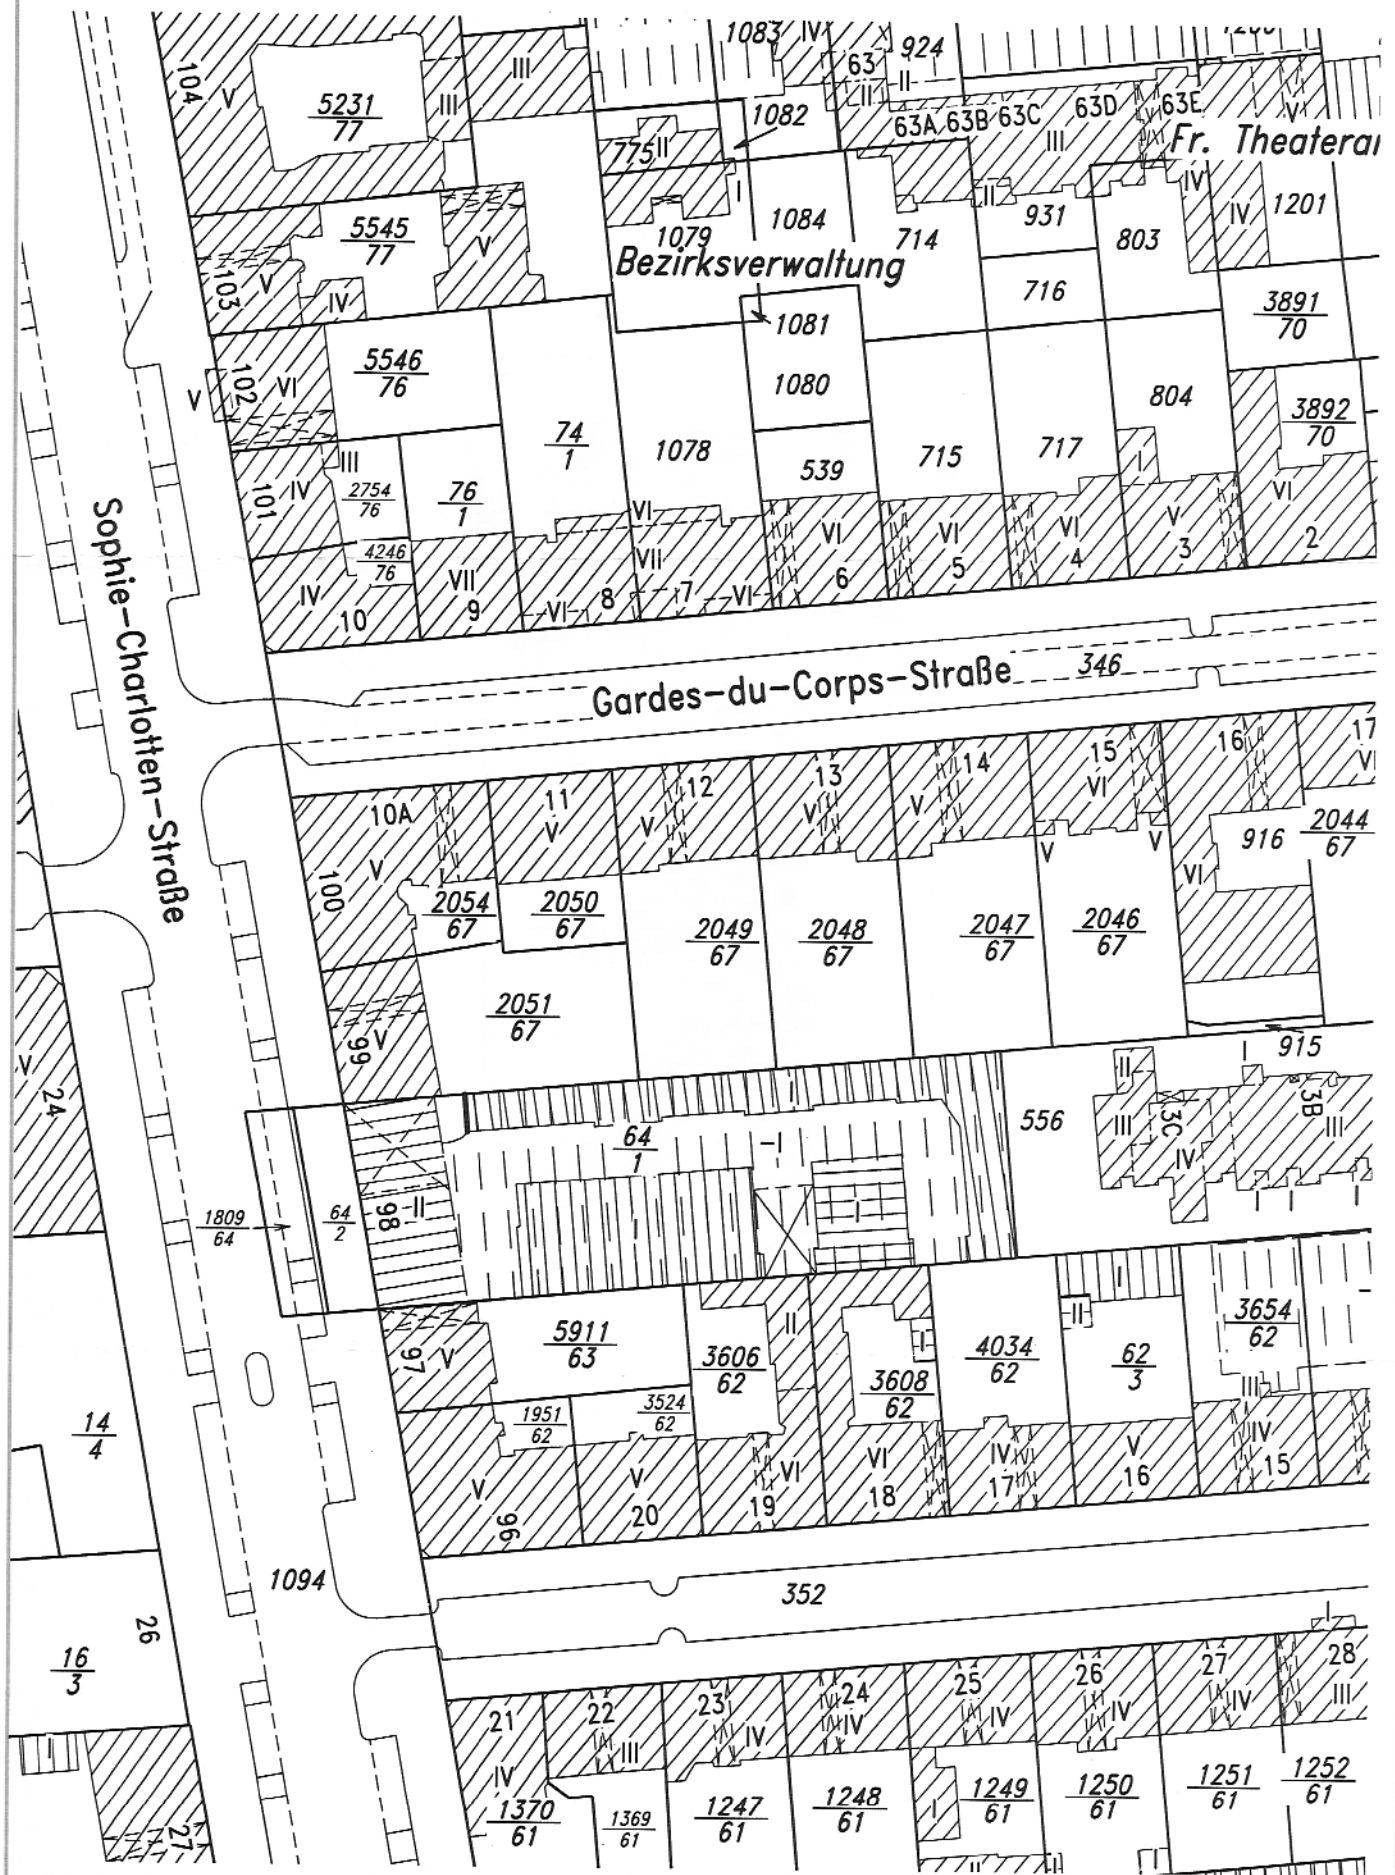 1083
IV
63
II
924
II
104
V
5231
77
III
III
1082
63A 63B 63C
63D
63E
V
III
Fr. Theaterar
775
II
I
IV
IV
1201
5545
77
V
1079
1084
714
II
931
803
103
V
IV
Bezirksverwaltung
716
3891
70
1081
102
VI
V
5546
76
1080
804
3892
70
74
1
1078
539
715
717
I
101
IV
III
2754
76
76
1
VI
VI
VI
VI
V
VI
4246
76
VII
VII
6
5
4
3
2
IV
10
9
VI
8
7
VI
Sophie-Charlotten-Straße
Gardes-du-Corps-Straße
346
10A
11
12
13
14
15
16
17
V
V
V
V
V
VI
VI
100
V
V
VI
916
2044
67
2054
67
2050
67
2049
67
2048
67
2047
67
2046
67
2051
67
99
V
915
V
24
I
556
II
I
III
3C
IV
3B
III
64
1
-I
98
-II
I
I
1809
64
64
2
I
I
I
97
V
5911
63
3606
62
II
3608
62
I
4034
62
I
II
62
3
3654
62
III
14
4
1951
62
3524
62
V
96
V
20
19
VI
VI
18
IV
17
V
16
IV
15
1094
352
26
16
3
I
27
21
IV
22
III
23
IV
24
IV
25
IV
26
IV
27
IV
I
28
III
1370
61
1369
61
1247
61
1248
61
I
1249
61
1250
61
1251
61
1252
61
II
I